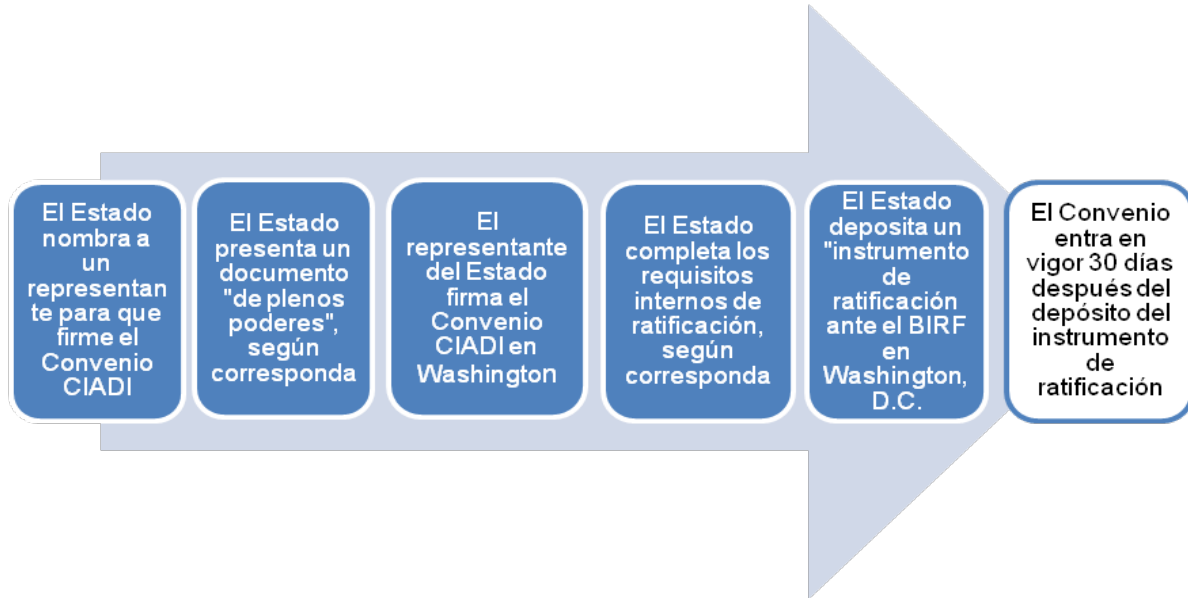 El Estado
nombra a
un
representan
te para que
firme el
Convenio
CIADI
El Estado
presenta un
documento
"de plenos
poderes",
según
corresponda
El
representante
del Estado
firma el
Convenio
CIADI en
Washington
El Estado
completa los
requisitos
internos de
ratificación,
según
corresponda
El Estado
deposita un
"instrumento
de
ratificación
ante el BIRF
en
Washington,
D.C.
El Convenio
entra en
vigor 30 días
después del
depósito del
instrumento
de
ratificación